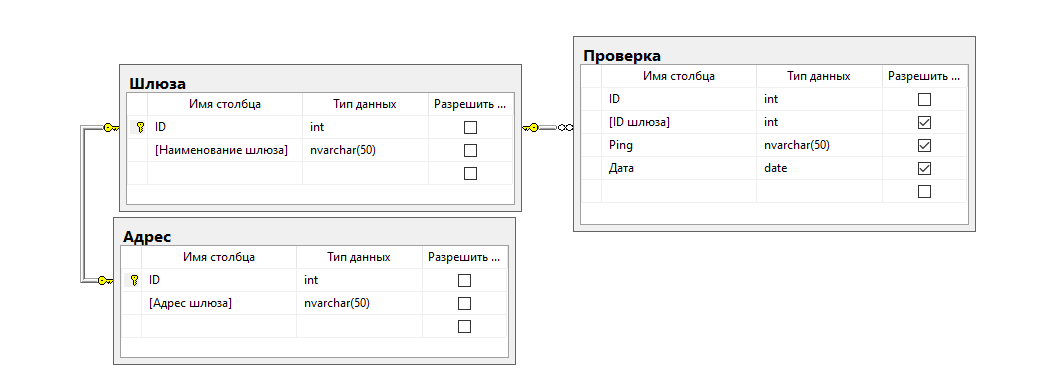 Шлюза
Имя столбца Тип данных Разрешить ...
ID int
[Наименование шлюза] nvarchar(50)
Адрес
Имя столбца Тип данных Разрешить ...
ID int
[Адрес шлюза] nvarchar(50)
Проверка
Имя столбца Тип данных Разрешить ...
ID int
[ID шлюза] int
Ping nvarchar(50)
Дата date